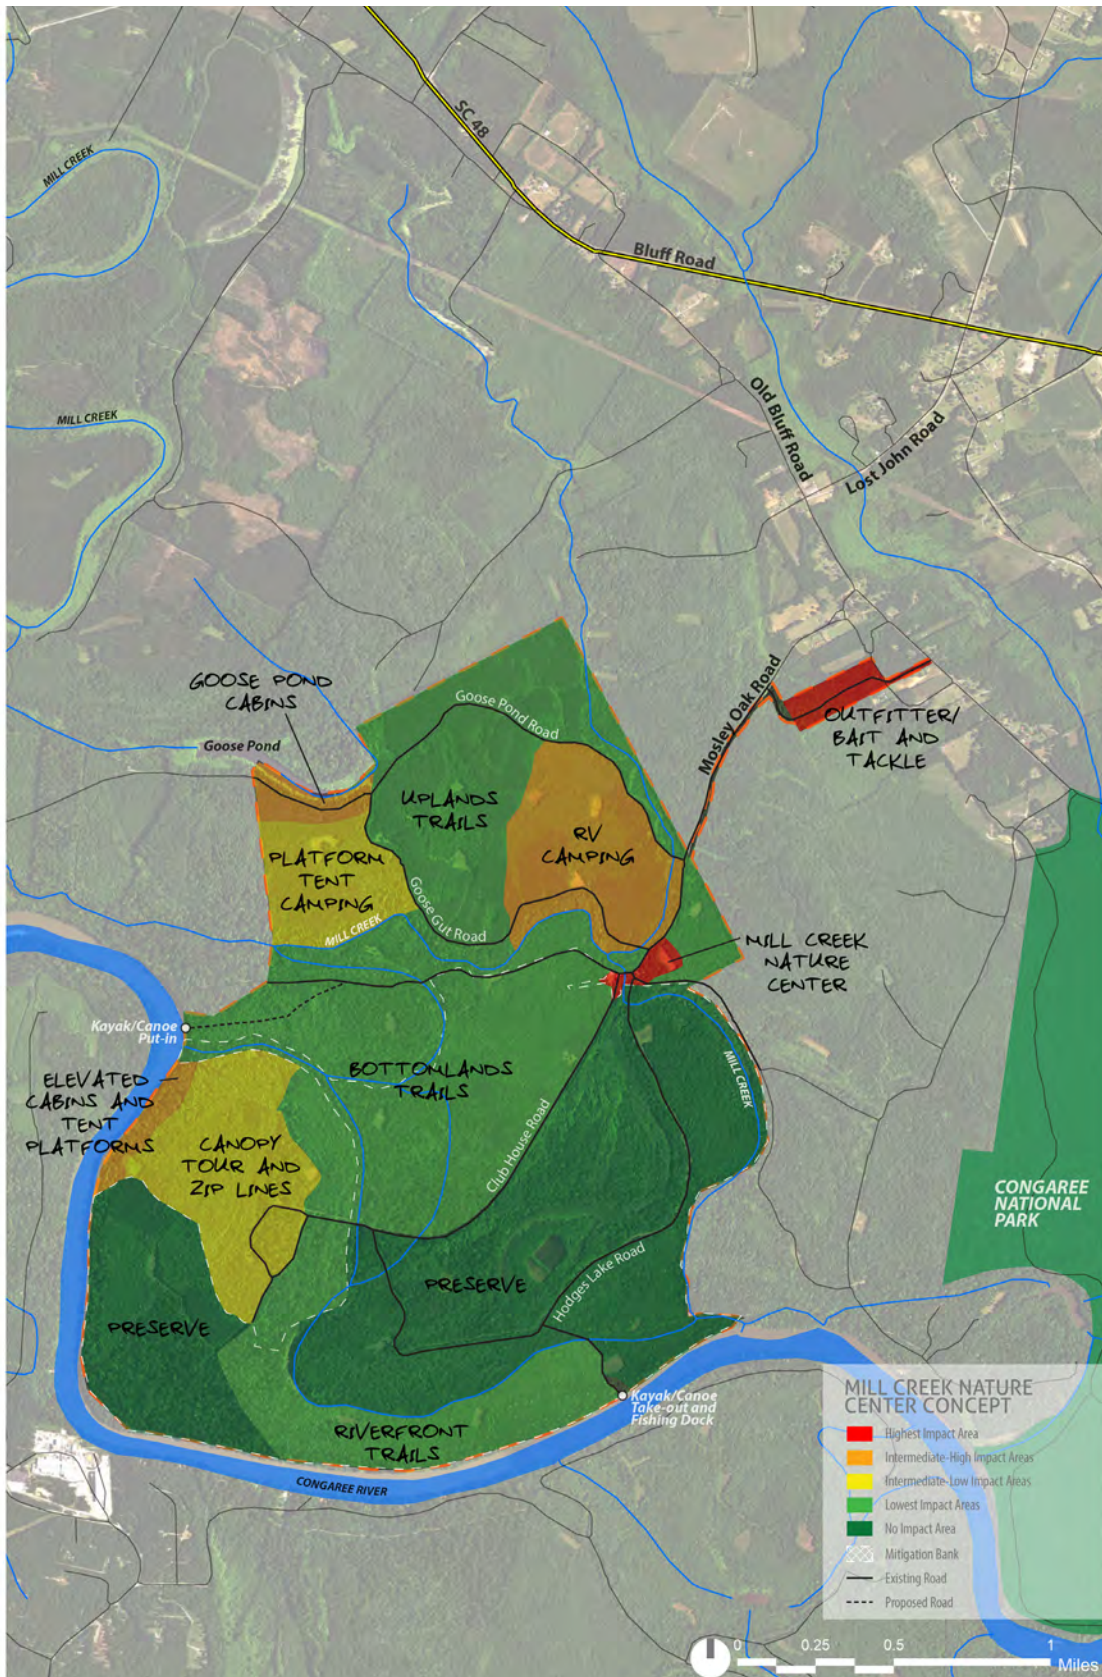 MILL CREEK
SC 48
Bluff Road
MILL CREEK
Old Bluff Road
Lost John Road
GOOSE POND
CABINS
Goose Pond
Goose Pond Road
Mosley Oak Road
OUTFITTER/
BAIT AND
TACKLE
UPLANDS
TRAILS
RV
CAMPING
PLATFORM
TENT
CAMPING
Goose Gut Road
MILL CREEK
MILL CREEK
NATURE
CENTER
Kayak/Canoe
Put-in
BOTTOMLANDS
TRAILS
MILL CREEK
ELEVATED
CABINS AND
TENT
PLATFORMS
CANOPY
TOUR AND
ZIP LINES
Club House Road
CONGAREE
NATIONAL
PARK
Hodges Lake Road
PRESERVE
PRESERVE
Kayak/Canoe
Take-out and
Fishing Dock
RIVERFRONT
TRAILS
CONGAREE RIVER
MILL CREEK NATURE
CENTER CONCEPT
Highest Impact Area
Intermediate-High Impact Areas
Intermediate-Low Impact Areas
Lowest Impact Areas
No Impact Area
Mitigation Bank
Existing Road
Proposed Road
0 0.25 0.5 1
Miles